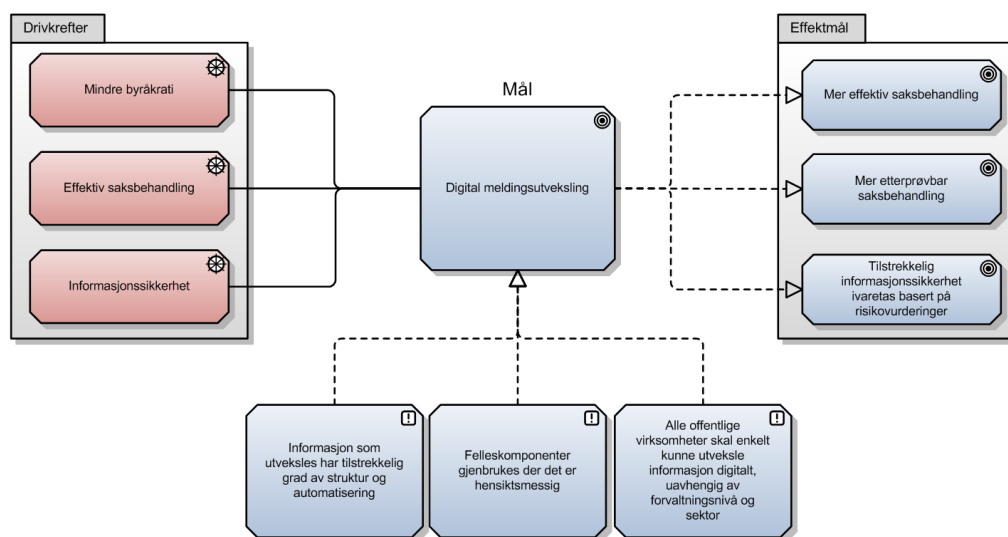 Drivkrefter
Mindre byråkrati
Effektiv saksbehandling
Informasjonssikkerhet
Mål
Digital meldingsutveksling
Effektmål
Mer effektiv saksbehandling
Mer etterprøvbar
saksbehandling
Tilstrekkelig
informasjonssikkerhet
ivaretas basert på
risikovurderinger
Informasjon som
utveksles har tilstrekkelig
grad av struktur og
automatisering
Felleskomponenter
gjenbrukes der det er
hensiktsmessig
Alle offentlige
virksomheter skal enkelt
kunne utveksle
informasjon digitalt,
uavhengig av
forvaltningsnivå og
sektor